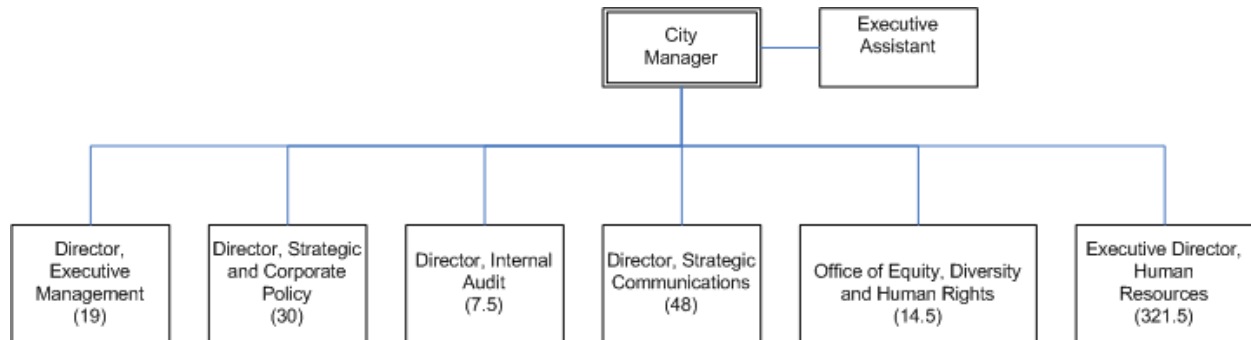 City
Manager
Executive
Assistant
Director,
Executive
Management
(19)
Director, Strategic
and Corporate
Policy
(30)
Director, Internal
Audit
(7.5)
Director, Strategic
Communications
(48)
Office of Equity, Diversity
and Human Rights
(14.5)
Executive Director,
Human
Resources
(321.5)